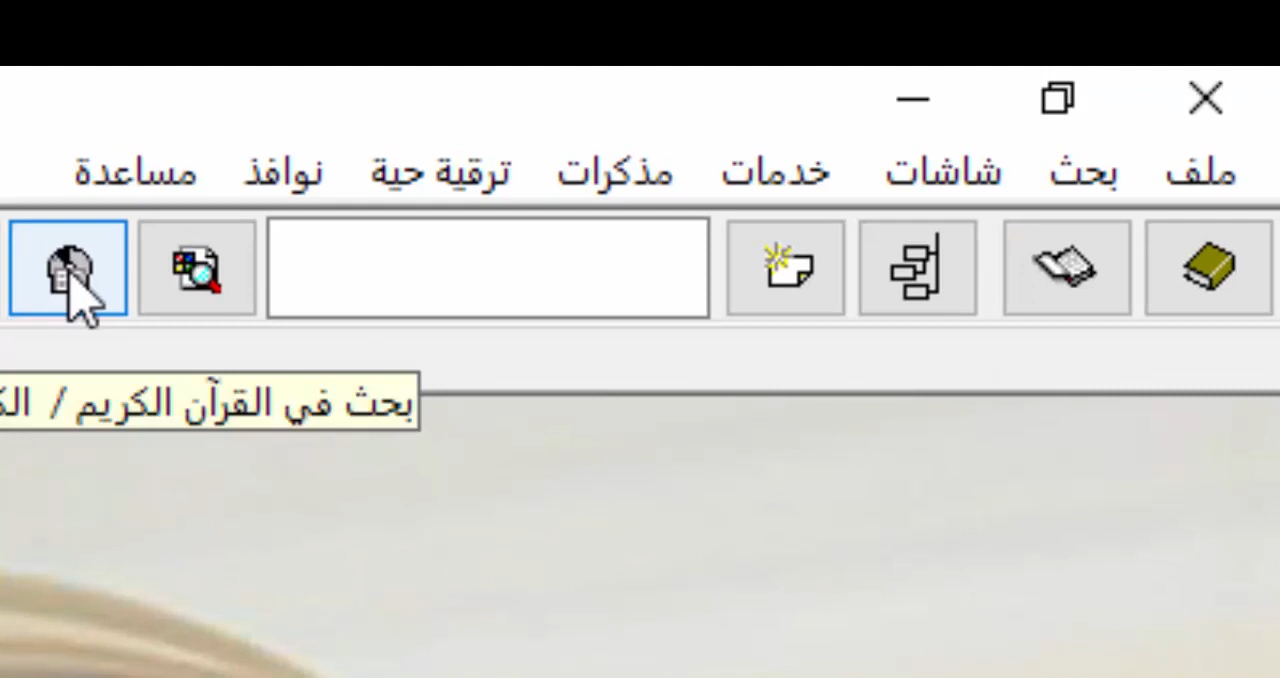 ملف بحث شاشات خدمات مذكرات ترقية حية نوافذ مساعدة
بحث في القرآن الكريم /